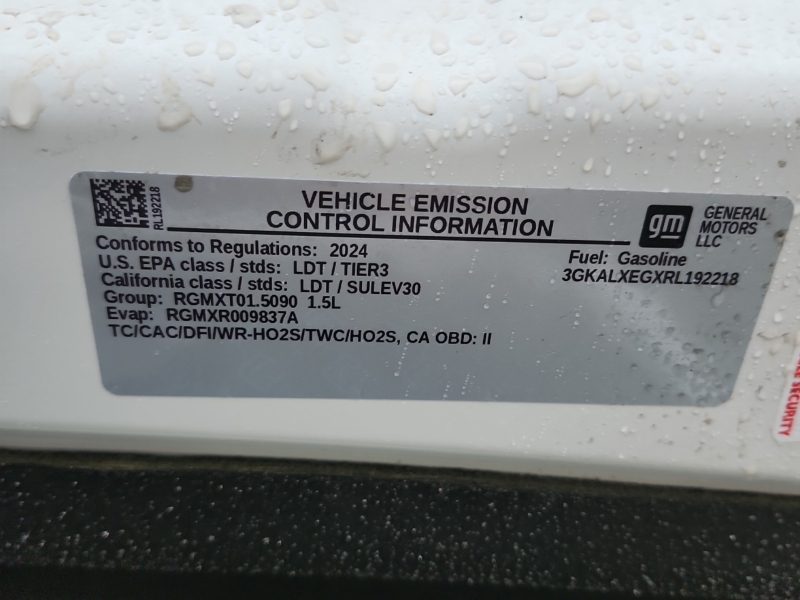 RL192218
VEHICLE EMISSION
CONTROL INFORMATION
gm
GENERAL
MOTORS
LLC
Conforms to Regulations: 2024
U.S. EPA class / stds: LDT / TIER3
California class / stds: LDT / SULEV30
Group: RGMXT01.5090 1.5L
Evap: RGMXR009837A
TC/CAC/DFI/WR-HO2S/TWC/HO2S, CA OBD: II
Fuel: Gasoline
3GKALXEGXRL192218
SECURITY